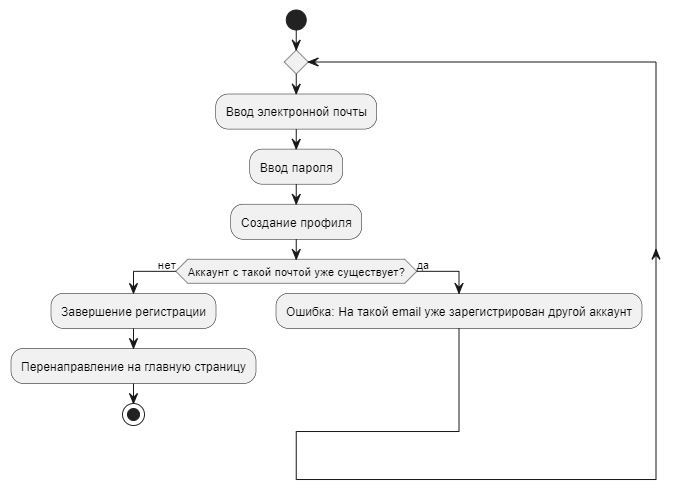 Ввод электронной почты
Ввод пароля
Создание профиля
нет
Аккаунт с такой почтой уже существует?
да
Завершение регистрации
Ошибка: На такой email уже зарегистрирован другой аккаунт
Перенаправление на главную страницу